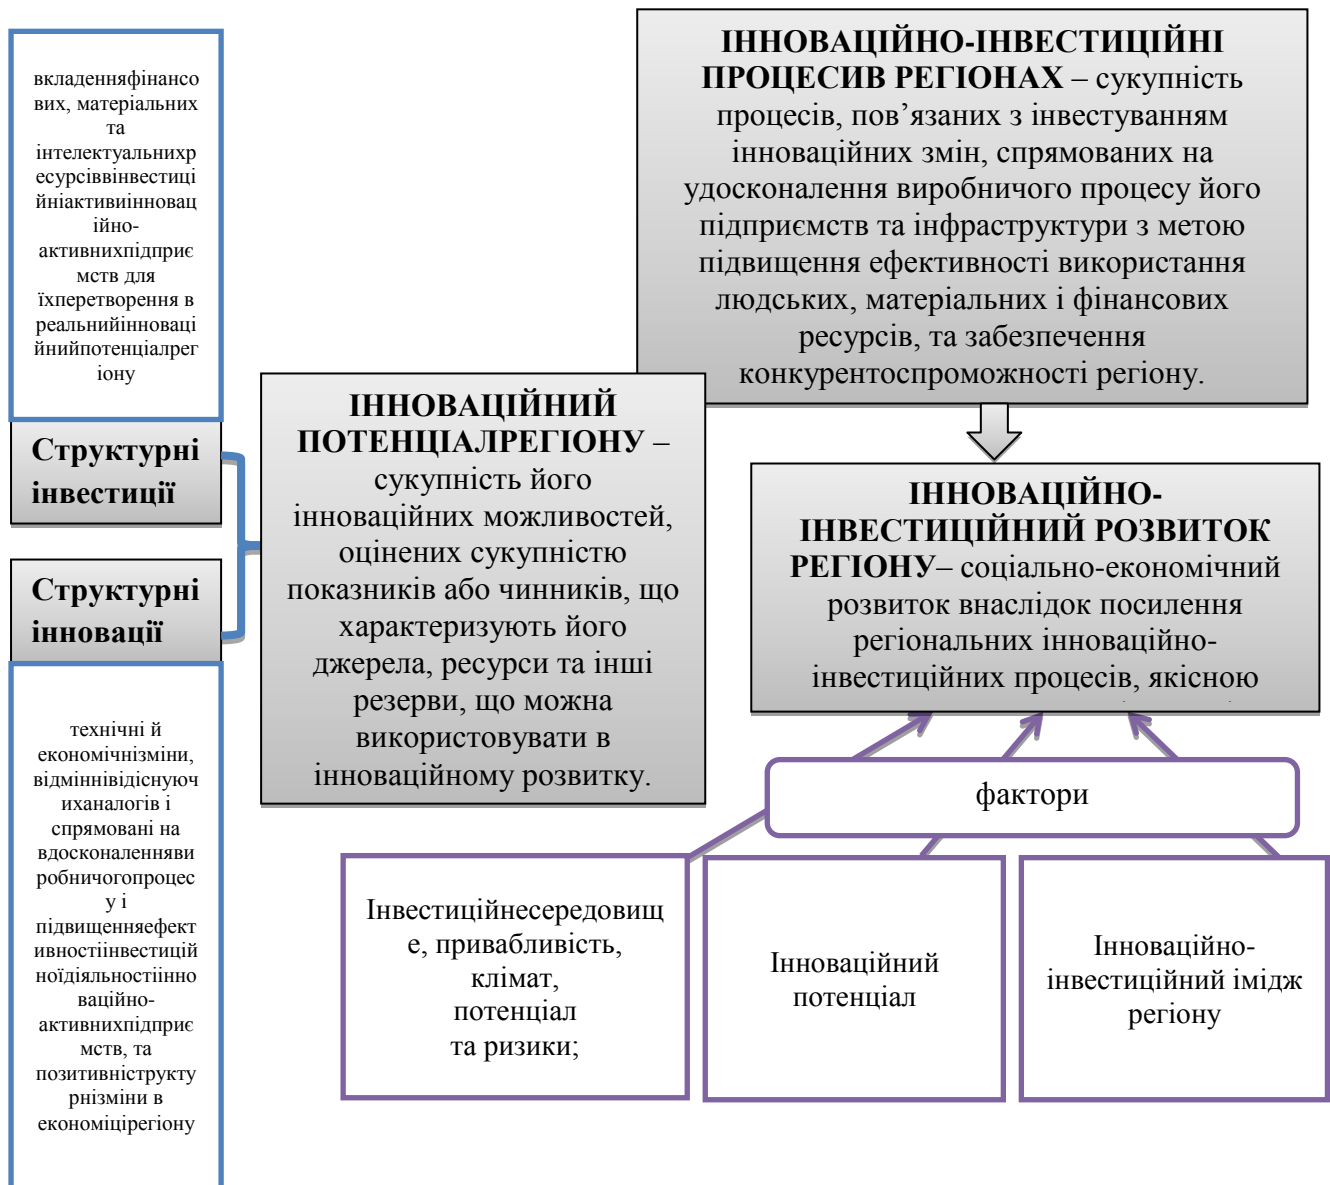 вкладенняфінансо
вих, матеріальних
та
інтелектуальнихр
есурсіввінвестиці
йніактивиінновац
ійно-
активнихпідприє
мств для
їхперетворення в
реальнийінноваці
йнийпотенціалрег
іону
Структурні
інвестиції
Структурні
інновації
технічні й
економічнізміни,
відміннівідіснуюч
иханалогів і
спрямовані на
вдосконаленняви
робничогопроцес
у і
підвищенняефект
ивностіінвестицій
ноїдіяльностіінно
ваційно-
активнихпідприє
мств, та
позитивніструкту
рнізміни в
економіцірегіону
ІННОВАЦІЙНИЙ
ПОТЕНЦІАЛРЕГІОНУ –
сукупність його
інноваційних можливостей,
оцінених сукупністю
показників або чинників, що
характеризують його
джерела, ресурси та інші
резерви, що можна
використовувати в
інноваційному розвитку.
ІННОВАЦІЙНО-ІНВЕСТИЦІЙНІ
ПРОЦЕСИВ РЕГІОНАХ – сукупність
процесів, пов’язаних з інвестуванням
інноваційних змін, спрямованих на
удосконалення виробничого процесу його
підприємств та інфраструктури з метою
підвищення ефективності використання
людських, матеріальних і фінансових
ресурсів, та забезпечення
конкурентоспроможності регіону.
ІННОВАЦІЙНО-
ІНВЕСТИЦІЙНИЙ РОЗВИТОК
РЕГІОНУ– соціально-економічний
розвиток внаслідок посилення
регіональних інноваційно-
інвестиційних процесів, якісною
фактори
Інвестиційнесередовищ
е, привабливість,
клімат,
потенціал
та ризики;
Інноваційний
потенціал
Інноваційно-
інвестиційний імідж
регіону